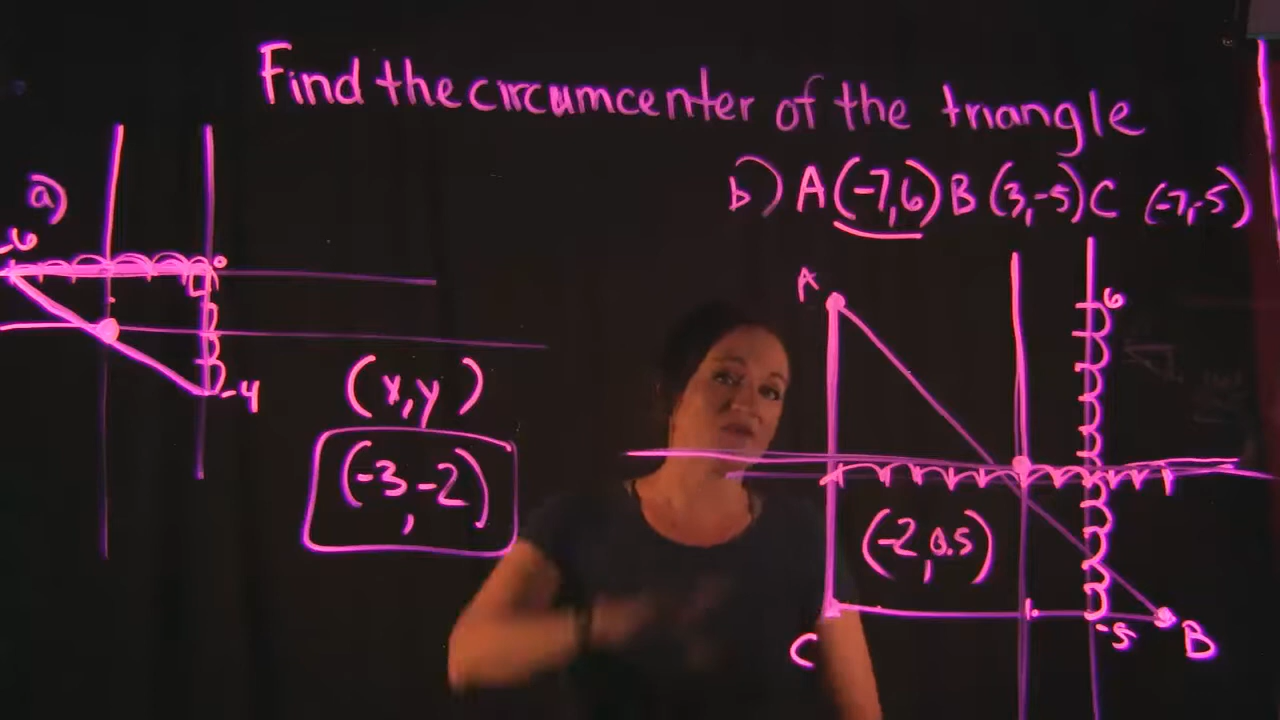 Find the circumcenter of the triangle
b) A(-7,6) B (3,-5) C (-7,-5)
a)
-6
A
6
-4
(x,y)
(-3,-2)
(-2,0.5)
-5
B
C